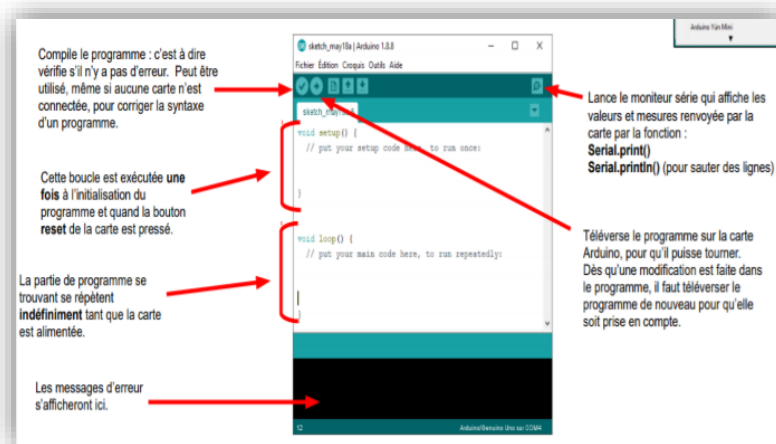 Arduino Yún Mini
Compile le programme : c'est à dire
vérifie s'il n'y a pas d'erreur. Peut être
utilisé, même si aucune carte n'est
connectée, pour corriger la syntaxe
d'un programme.
Cette boucle est exécutée une
fois à l'initialisation du
programme et quand la bouton
reset de la carte est pressé.
La partie de programme se
trouvant se répètent
indéfiniment tant que la carte
est alimentée.
Les messages d'erreur
s'afficheront ici.
sketch_may18a | Arduino 1.8.8
Fichier Édition Croquis Outils Aide
void setup() {
// put your setup code here, to run once:
}
void loop() {
// put your main code here, to run repeatedly:
}
12
Arduino/Genuino Uno sur COM4
Lance le moniteur série qui affiche les
valeurs et mesures renvoyée par la
carte par la fonction :
Serial.print()
Serial.println() (pour sauter des lignes)
Téléverse le programme sur la carte
Arduino, pour qu'il puisse tourner.
Dès qu'une modification est faite dans
le programme, il faut téléverser le
programme de nouveau pour qu'elle
soit prise en compte.